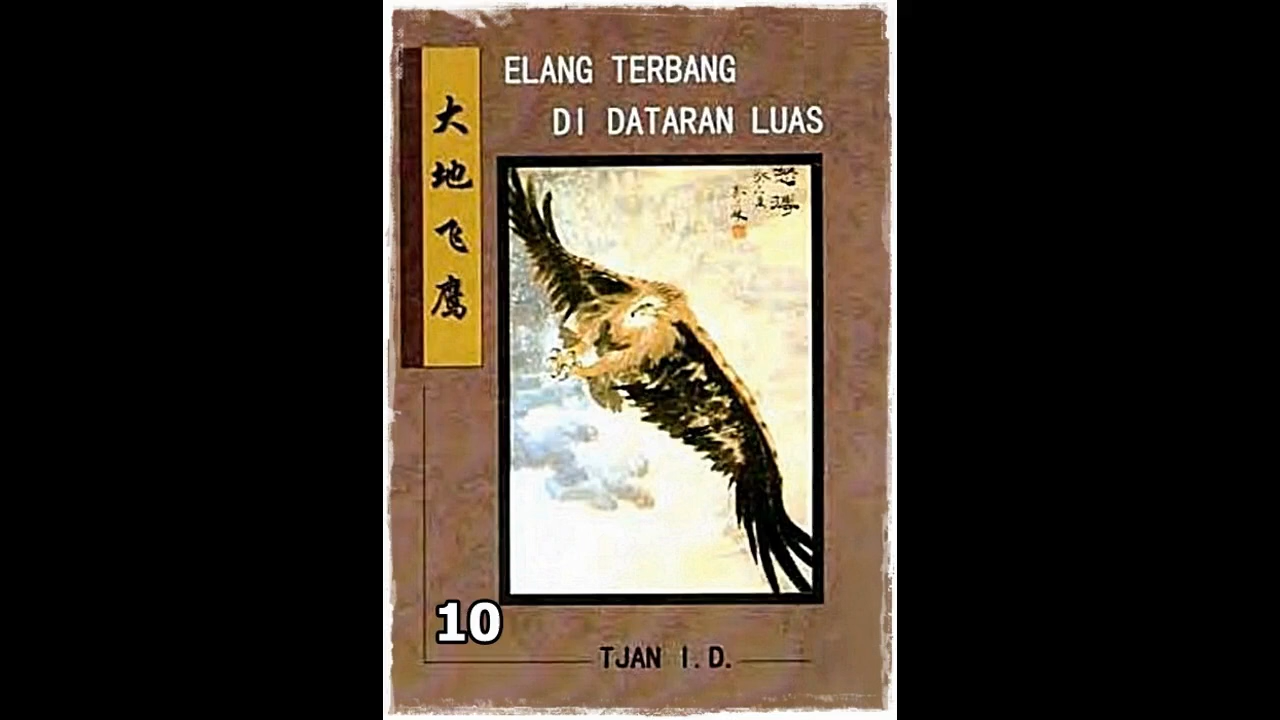 ELANG TERBANG
DI DATARAN LUAS
大地飞鹰
10
TJAN I.D.